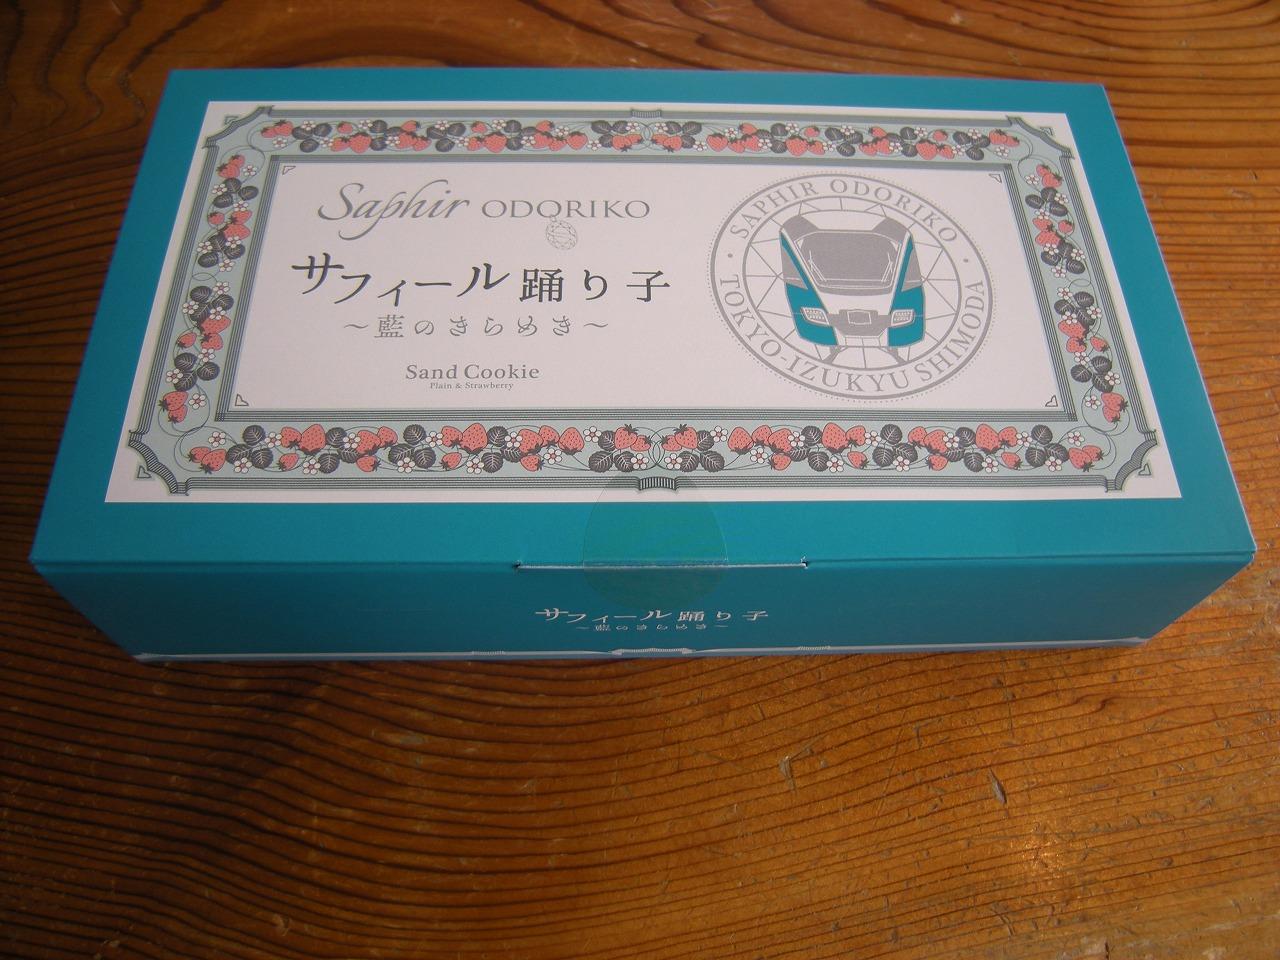 Saphir ODORIKO
サフィール踊り子
～藍のきらめき～
Sand Cookie
Plain & Strawberry
・SAPHIR ODORIKO・
TOKYO-IZUKYU SHIMODA
サフィール踊り子
～藍のきらめき～